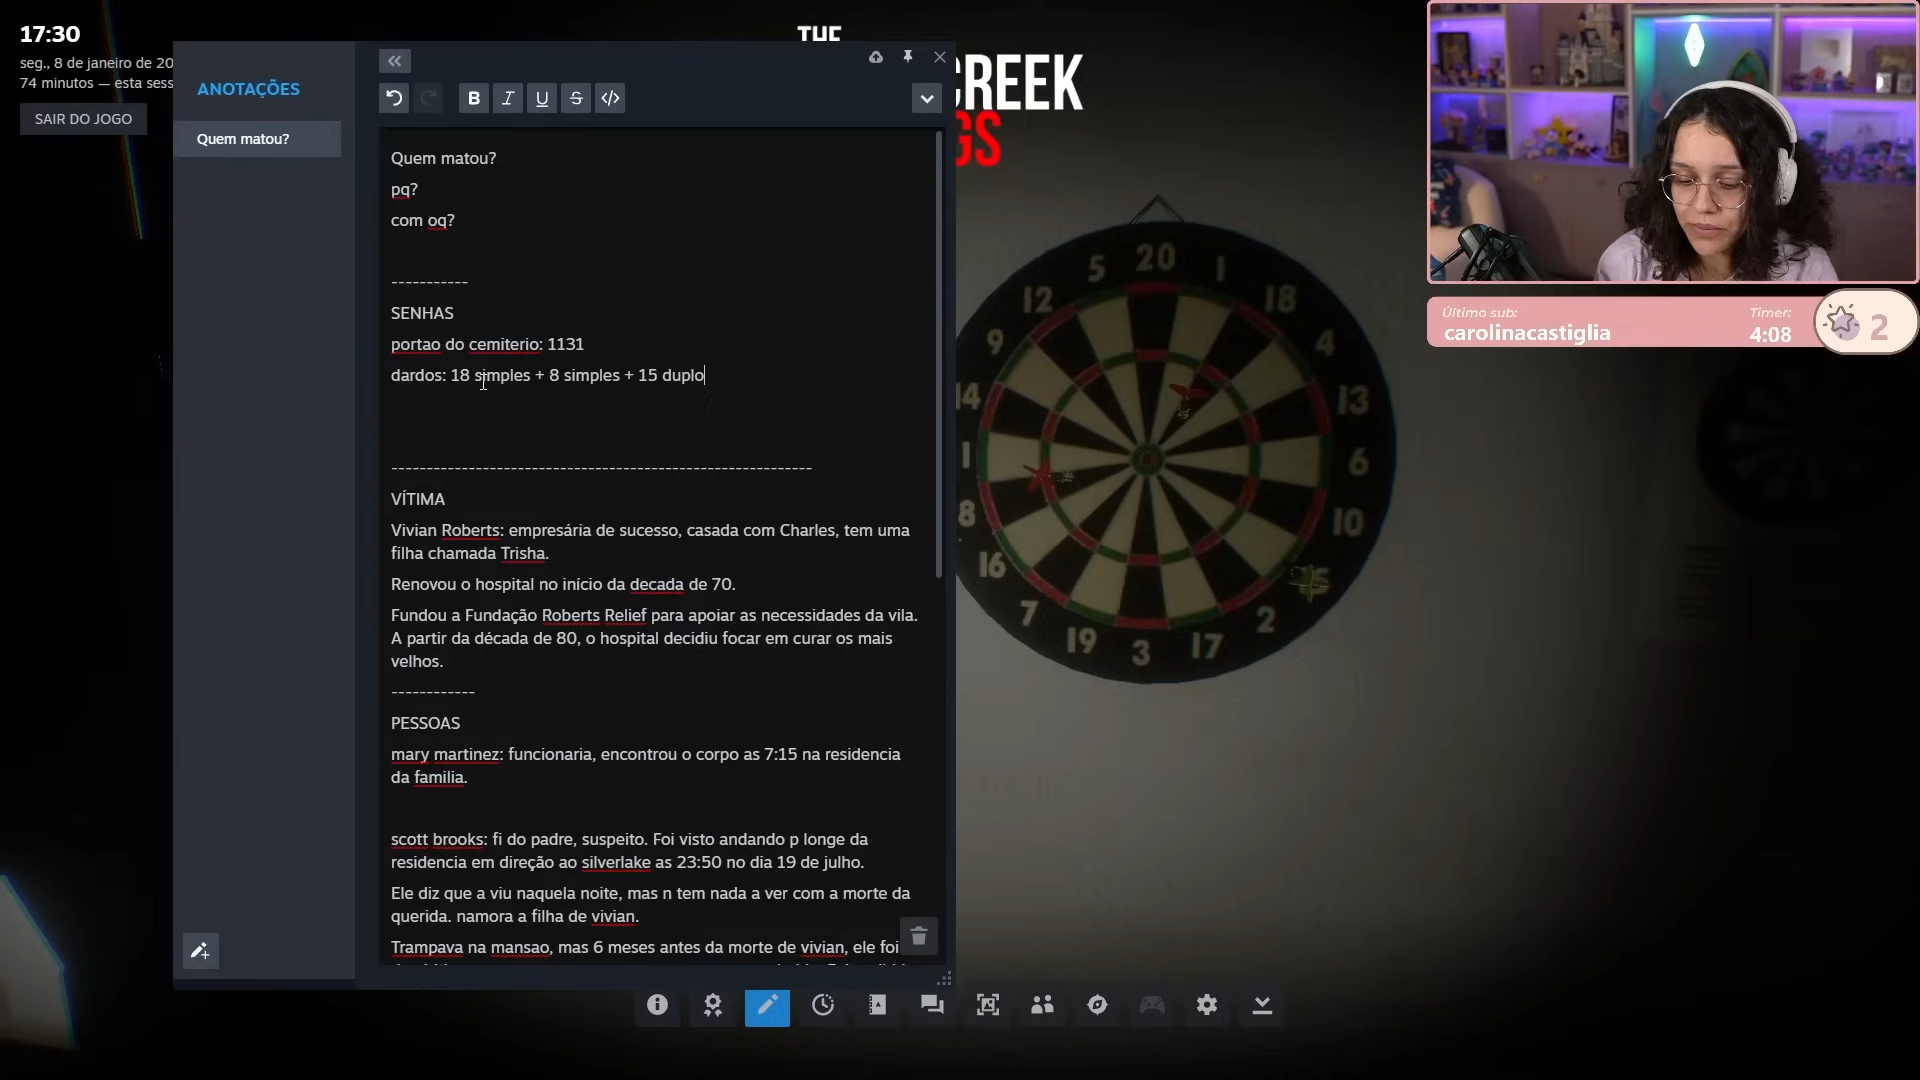 17:30
seg., 8 de janeiro de 20
74 minutos — esta sess
SAIR DO JOGO
ANOTAÇÕES
Quem matou?
B I U S </>
Quem matou?
pq?
com oq?
-----------
SENHAS
portao do cemiterio: 1131
dardos: 18 simples + 8 simples + 15 duplo
------------------------------------------------------------
VÍTIMA
Vivian Roberts: empresária de sucesso, casada com Charles, tem uma
filha chamada Trisha.
Renovou o hospital no início da decada de 70.
Fundou a Fundação Roberts Relief para apoiar as necessidades da vila.
A partir da década de 80, o hospital decidiu focar em curar os mais
velhos.
------------
PESSOAS
mary martinez: funcionaria, encontrou o corpo as 7:15 na residencia
da familia.
scott brooks: fi do padre, suspeito. Foi visto andando p longe da
residencia em direção ao silverlake as 23:50 no dia 19 de julho.
Ele diz que a viu naquela noite, mas n tem nada a ver com a morte da
querida. namora a filha de vivian.
Trampava na mansao, mas 6 meses antes da morte de vivian, ele foi
THE
CREEK
GS
20
1
18
4
13
6
10
15
2
17
3
19
7
16
8
1
14
9
12
5
Último sub:
carolinacastiglia
Timer:
4:08
2